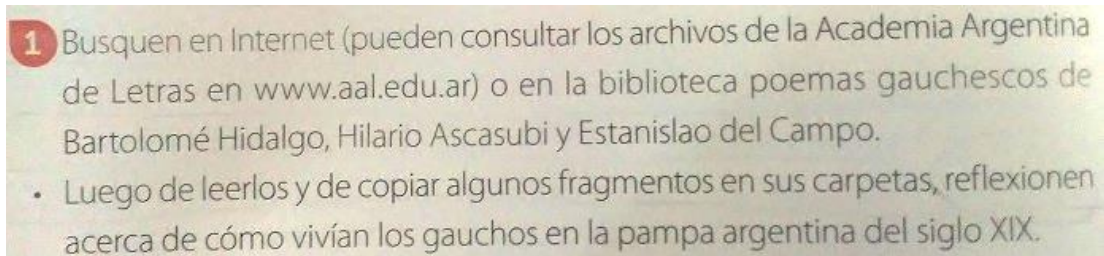 1 Busquen en Internet (pueden consultar los archivos de la Academia Argentina
de Letras en www.aal.edu.ar) o en la biblioteca poemas gauchescos de
Bartolomé Hidalgo, Hilario Ascasubi y Estanislao del Campo.
• Luego de leerlos y de copiar algunos fragmentos en sus carpetas, reflexionen
acerca de cómo vivían los gauchos en la pampa argentina del siglo XIX.